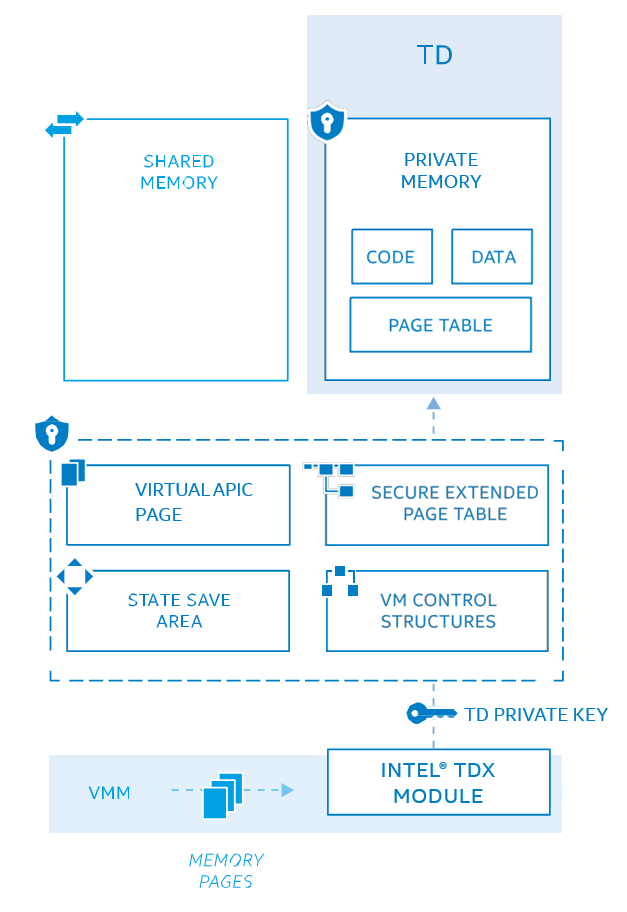 TD
SHARED
MEMORY
PRIVATE
MEMORY
CODE
DATA
PAGE TABLE
VIRTUAL APIC
PAGE
SECURE EXTENDED
PAGE TABLE
STATE SAVE
AREA
VM CONTROL
STRUCTURES
TD PRIVATE KEY
VMM
INTEL® TDX
MODULE
MEMORY
PAGES